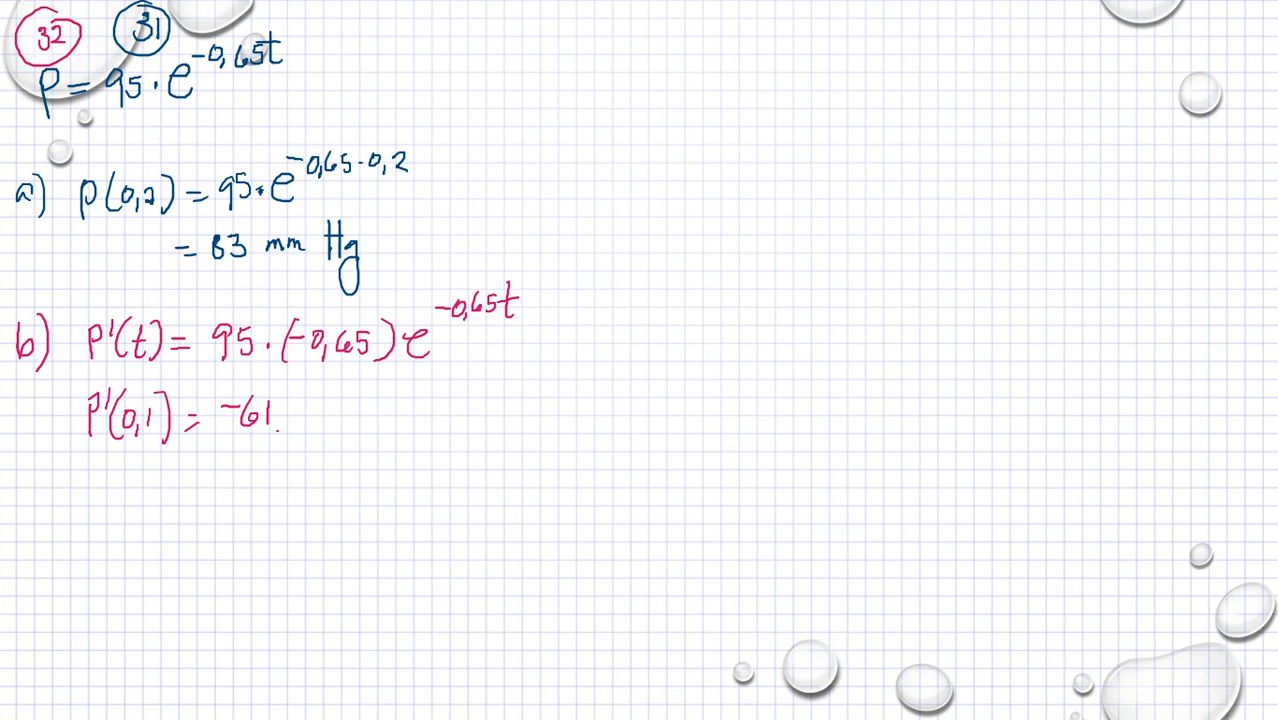 32 31
P = 95 · e^-0,65t
a) p(0,2) = 95 · e^-0,65·0,2
= 83 mm Hg
b) P'(t) = 95 · (-0,65) e^-0,65t
P'(0,1) = -61.